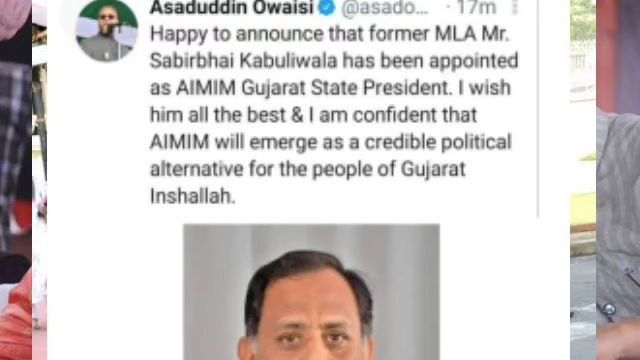 Asaduddin Owaisi @asado... · 17m
Happy to announce that former MLA Mr.
Sabirbhai Kabuliwala has been appointed
as AIMIM Gujarat State President. I wish
him all the best & I am confident that
AIMIM will emerge as a credible political
alternative for the people of Gujarat
Inshallah.